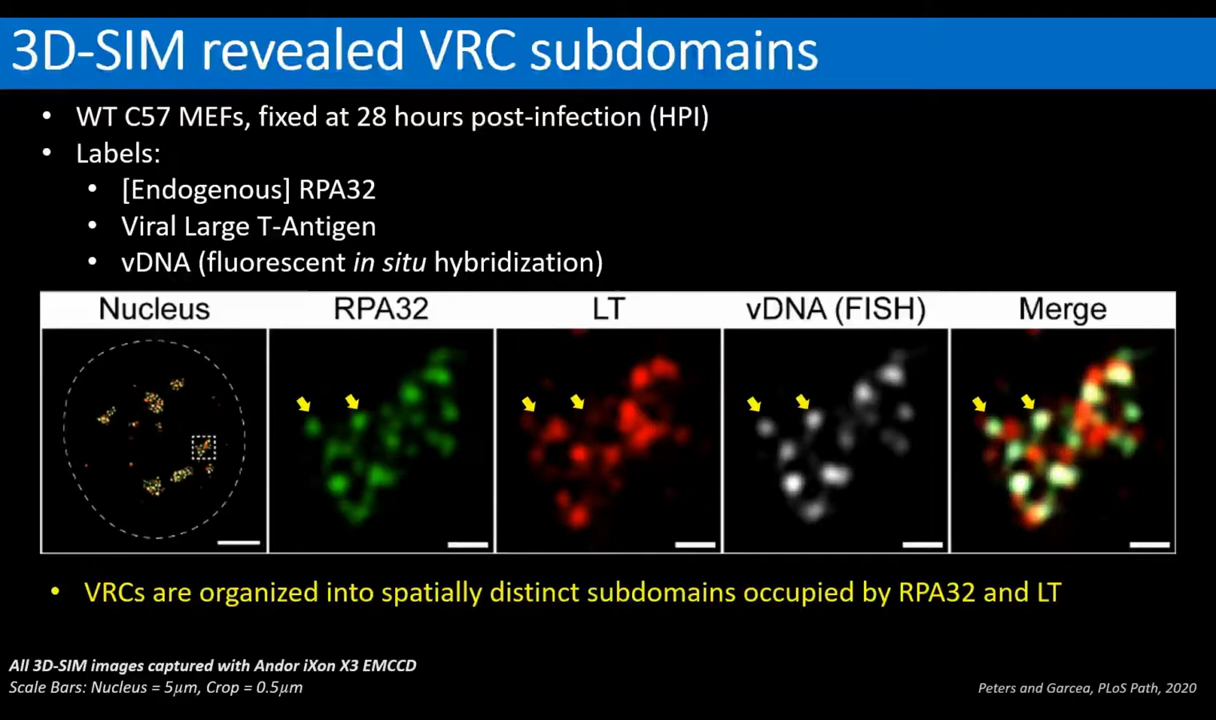 3D-SIM revealed VRC subdomains
• WT C57 MEFs, fixed at 28 hours post-infection (HPI)
• Labels:
• [Endogenous] RPA32
• Viral Large T-Antigen
• vDNA (fluorescent in situ hybridization)
Nucleus RPA32 LT vDNA (FISH) Merge
• VRCs are organized into spatially distinct subdomains occupied by RPA32 and LT
All 3D-SIM images captured with Andor iXon X3 EMCCD
Scale Bars: Nucleus = 5μm, Crop = 0.5μm
Peters and Garcea, PLoS Path, 2020